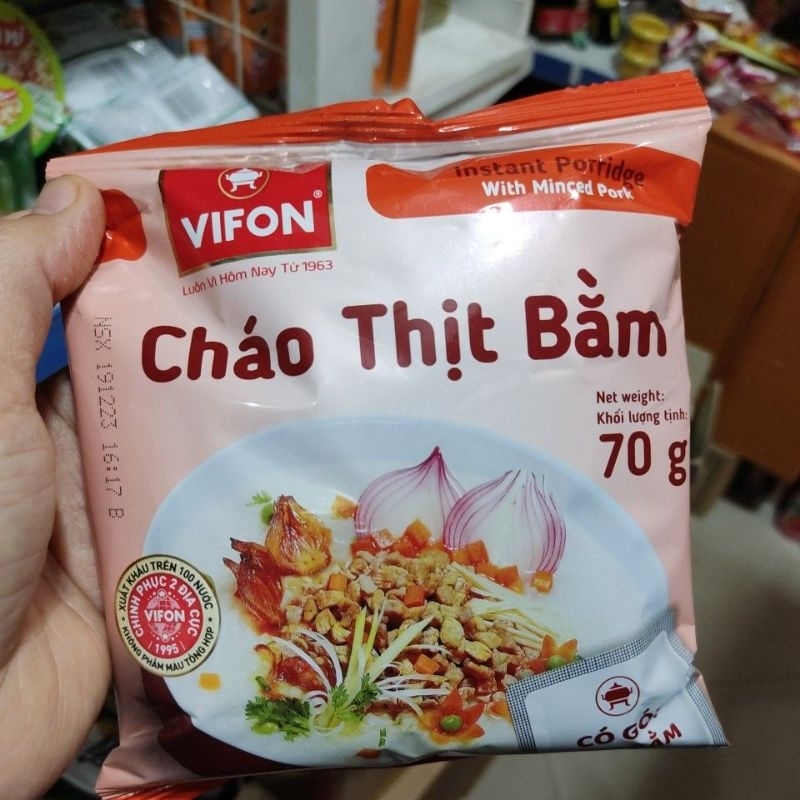 Instant Porridge
With Minced Pork
VIFON®
Luôn Vì Hôm Nay Từ 1963
Cháo Thịt Bằm
Net weight:
Khối lượng tịnh:
70 g
NSX 191223 16:17 B
XUẤT KHẨU TRÊN 100 NƯỚC
CHINH PHỤC 2 ĐỊA CỰC
VIFON
1995
KHÔNG PHẨM MÀU TỔNG HỢP
CÓ